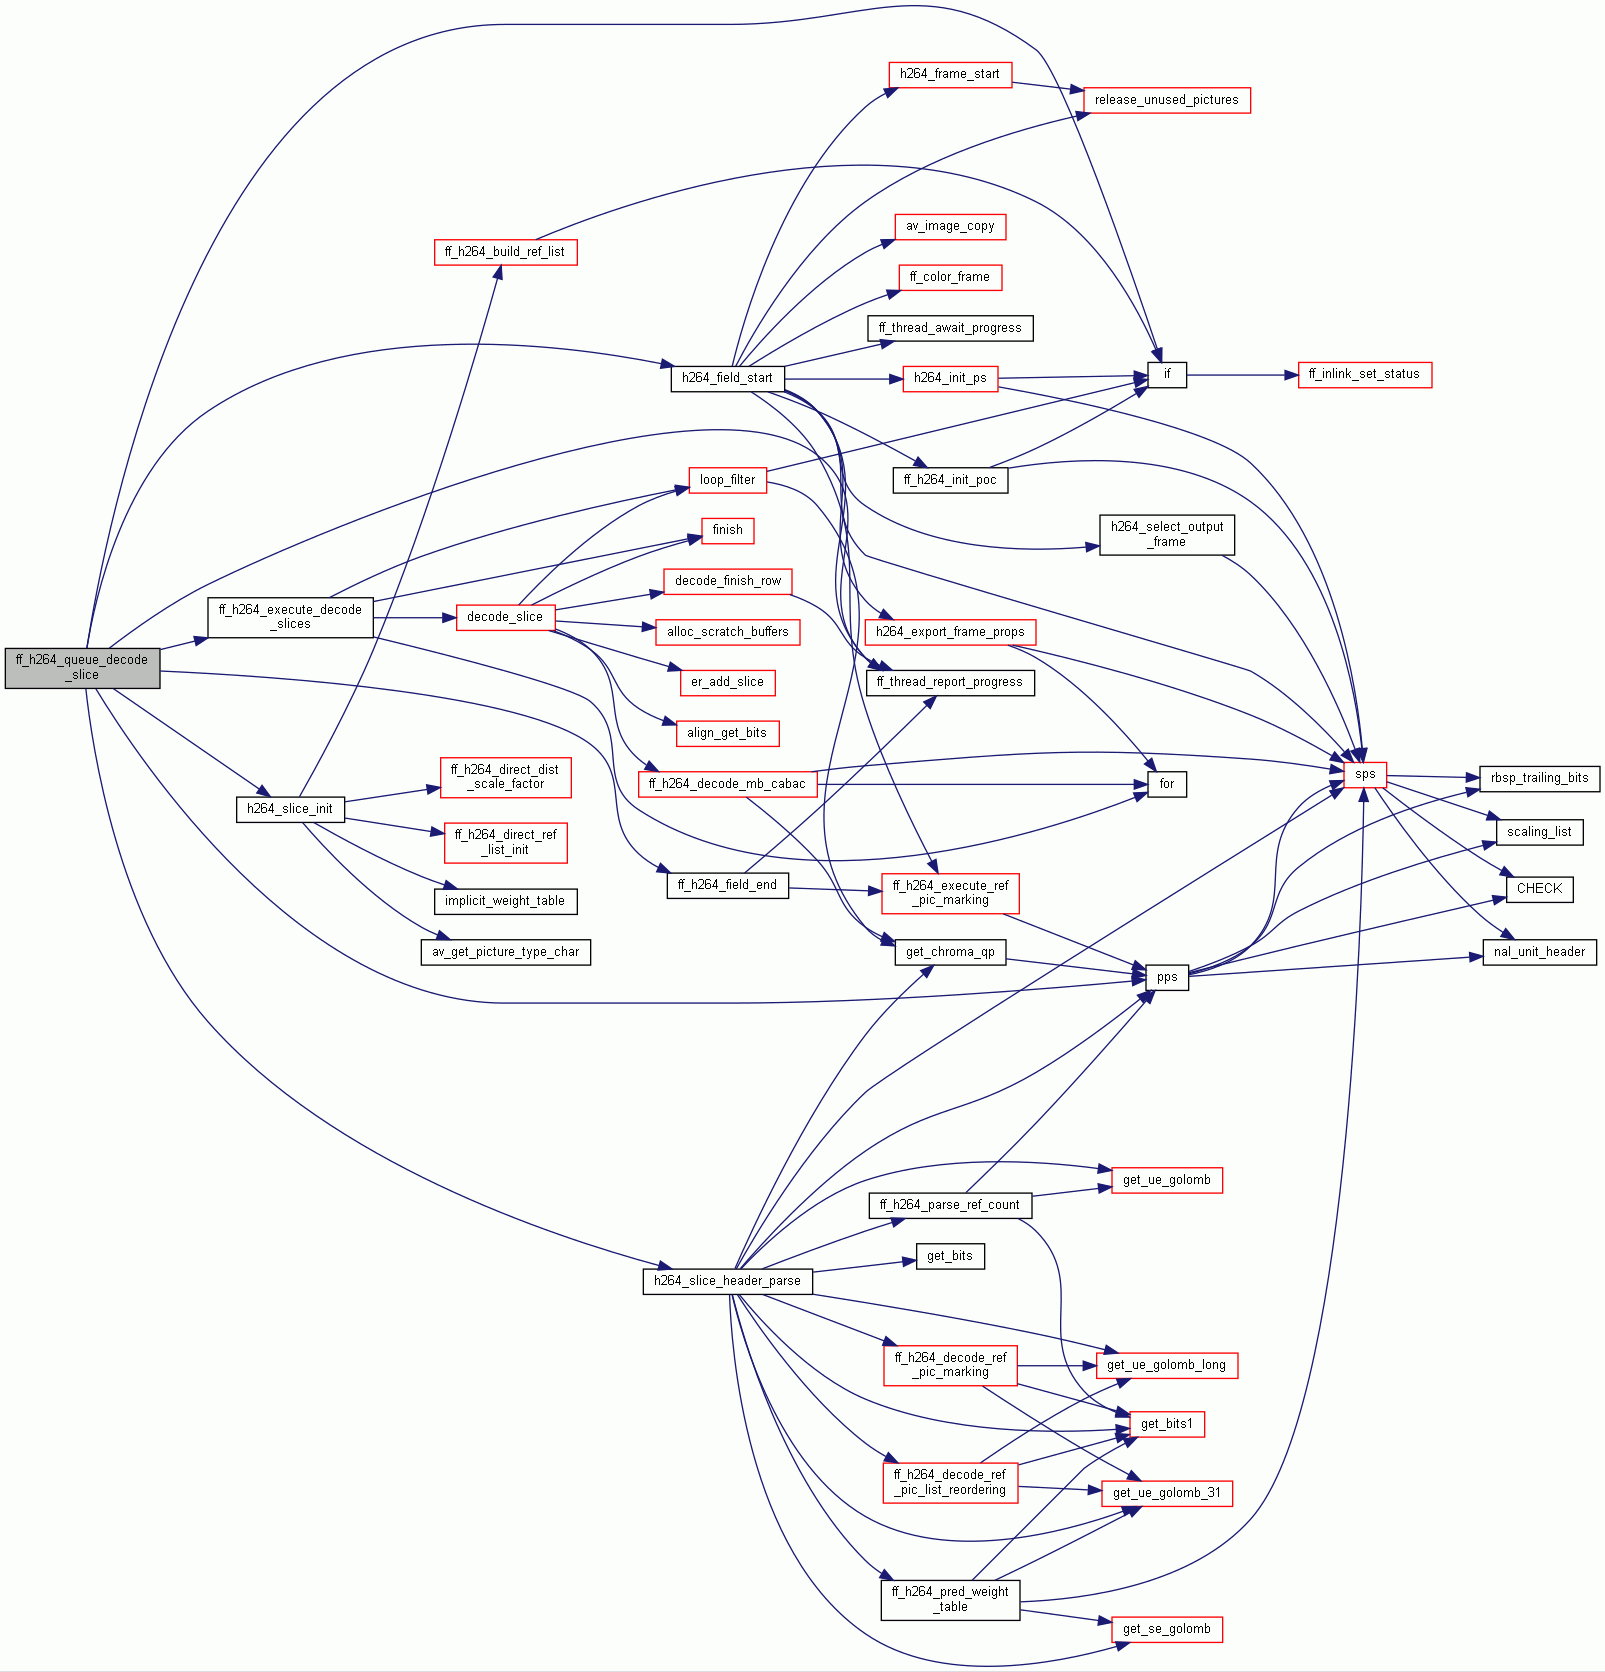 h264_frame_start
release_unused_pictures
av_image_copy
ff_h264_build_ref_list
ff_color_frame
ff_thread_await_progress
h264_field_start
h264_init_ps
if
ff_inlink_set_status
loop_filter
ff_h264_init_poc
finish
h264_select_output
_frame
decode_finish_row
ff_h264_execute_decode
_slices
decode_slice
alloc_scratch_buffers
h264_export_frame_props
ff_h264_queue_decode
_slice
er_add_slice
ff_thread_report_progress
align_get_bits
ff_h264_direct_dist
_scale_factor
ff_h264_decode_mb_cabac
for
sps
rbsp_trailing_bits
h264_slice_init
ff_h264_direct_ref
_list_init
scaling_list
implicit_weight_table
ff_h264_field_end
ff_h264_execute_ref
_pic_marking
CHECK
av_get_picture_type_char
get_chroma_qp
pps
nal_unit_header
get_ue_golomb
ff_h264_parse_ref_count
get_bits
h264_slice_header_parse
ff_h264_decode_ref
_pic_marking
get_ue_golomb_long
get_bits1
ff_h264_decode_ref
_pic_list_reordering
get_ue_golomb_31
ff_h264_pred_weight
_table
get_se_golomb